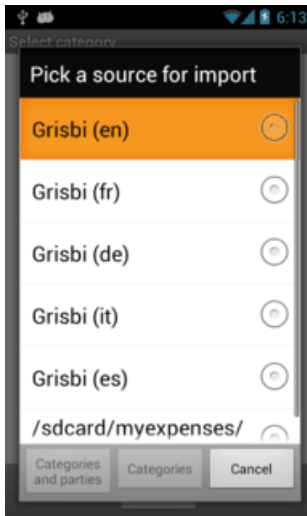 6:13
Select category
Pick a source for import
Grisbi (en)
Grisbi (fr)
Grisbi (de)
Grisbi (it)
Grisbi (es)
/sdcard/myexpenses/
Categories
and parties
Categories
Cancel